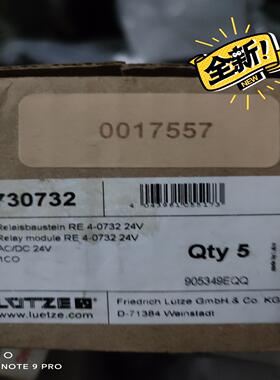 全新!
NEW
0017557
730732
Relaisbaustein RE 4-0732 24V
Relay module RE 4-0732 24V
AC/DC 24V
1CO
Qty 5
905349EQQ
LÜTZE
www.luetze.com
Friedrich Lütze GmbH & Co. KG
D-71384 Weinstadt
NOTE 9 PRO